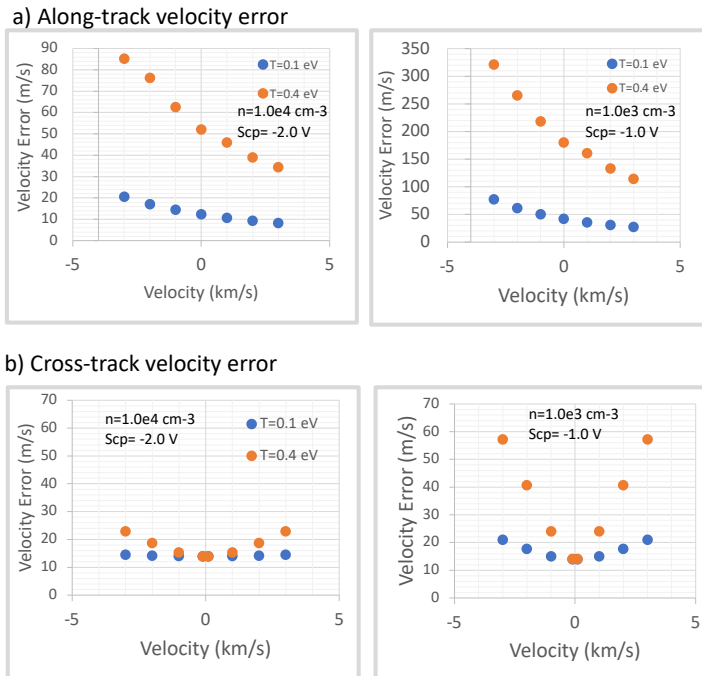 a) Along-track velocity error
90
80
70
60
50
40
30
20
10
0
-5
0
5
Velocity Error (m/s)
Velocity (km/s)
T=0.1 eV
T=0.4 eV
n=1.0e4 cm-3
Scp= -2.0 V
350
300
250
200
150
100
50
0
-5
0
5
Velocity Error (m/s)
Velocity (km/s)
T=0.1 eV
T=0.4 eV
n=1.0e3 cm-3
Scp= -1.0 V
b) Cross-track velocity error
70
60
50
40
30
20
10
0
-5
0
5
Velocity Error (m/s)
Velocity (km/s)
n=1.0e4 cm-3
Scp= -2.0 V
T=0.1 eV
T=0.4 eV
70
60
50
40
30
20
10
0
-5
0
5
Velocity Error (m/s)
Velocity (km/s)
n=1.0e3 cm-3
Scp= -1.0 V